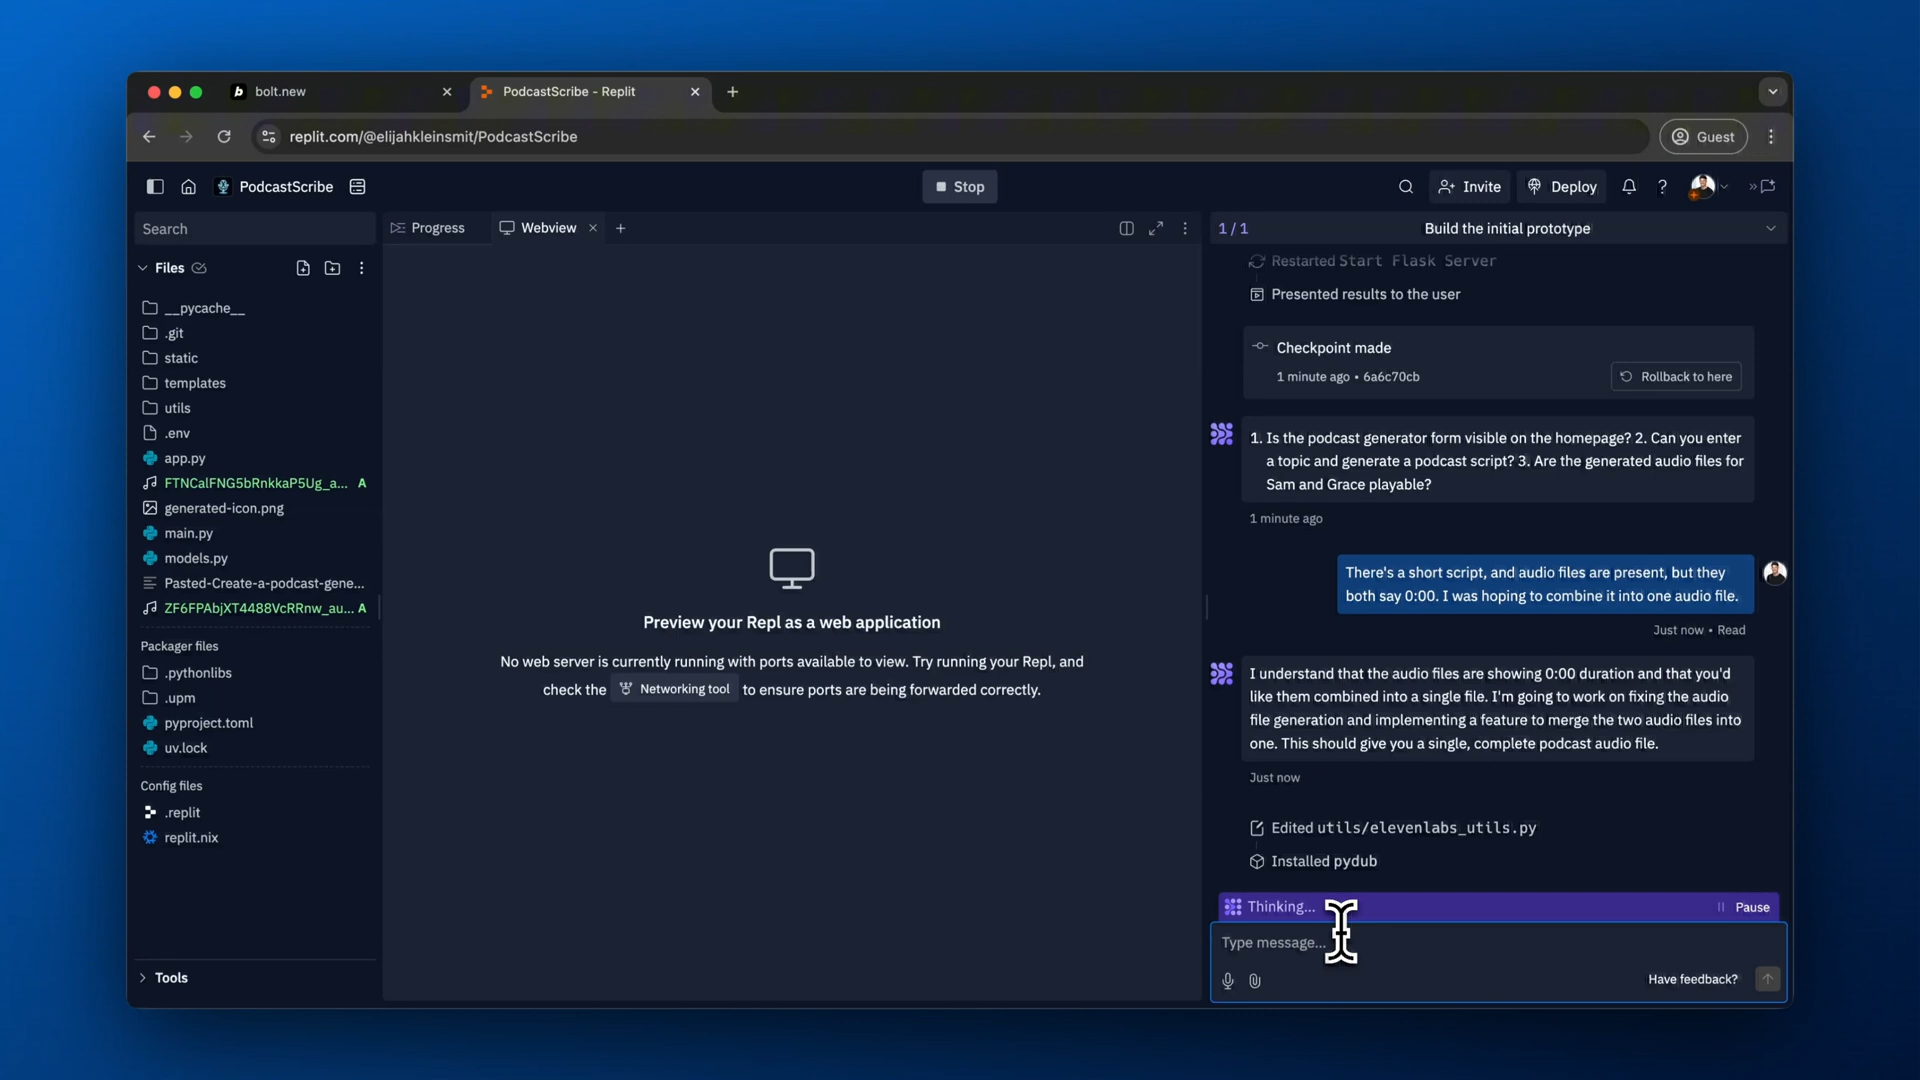 bolt.new
PodcastScribe - Replit
replit.com/@elijahkleinsmit/PodcastScribe
Guest
PodcastScribe
Stop
Invite
Deploy
Search
Files
__pycache__
.git
static
templates
utils
.env
app.py
FTNCalFNG5bRnkkaP5Ug_a... A
generated-icon.png
main.py
models.py
Pasted-Create-a-podcast-gene...
ZF6FPAbjXT4488VcRRnw_au... A
Packager files
.pythonlibs
.upm
pyproject.toml
uv.lock
Config files
.replit
replit.nix
Tools
Progress
Webview
Preview your Repl as a web application
No web server is currently running with ports available to view. Try running your Repl, and
check the Networking tool to ensure ports are being forwarded correctly.
1 / 1 Build the initial prototype
Restarted Start Flask Server
Presented results to the user
Checkpoint made
1 minute ago • 6a6c70cb
Rollback to here
1. Is the podcast generator form visible on the homepage? 2. Can you enter
a topic and generate a podcast script? 3. Are the generated audio files for
Sam and Grace playable?
1 minute ago
There's a short script, and audio files are present, but they
both say 0:00. I was hoping to combine it into one audio file.
Just now • Read
I understand that the audio files are showing 0:00 duration and that you'd
like them combined into a single file. I'm going to work on fixing the audio
file generation and implementing a feature to merge the two audio files into
one. This should give you a single, complete podcast audio file.
Just now
Edited utils/elevenlabs_utils.py
Installed pydub
Thinking...
Pause
Type message...
Have feedback?